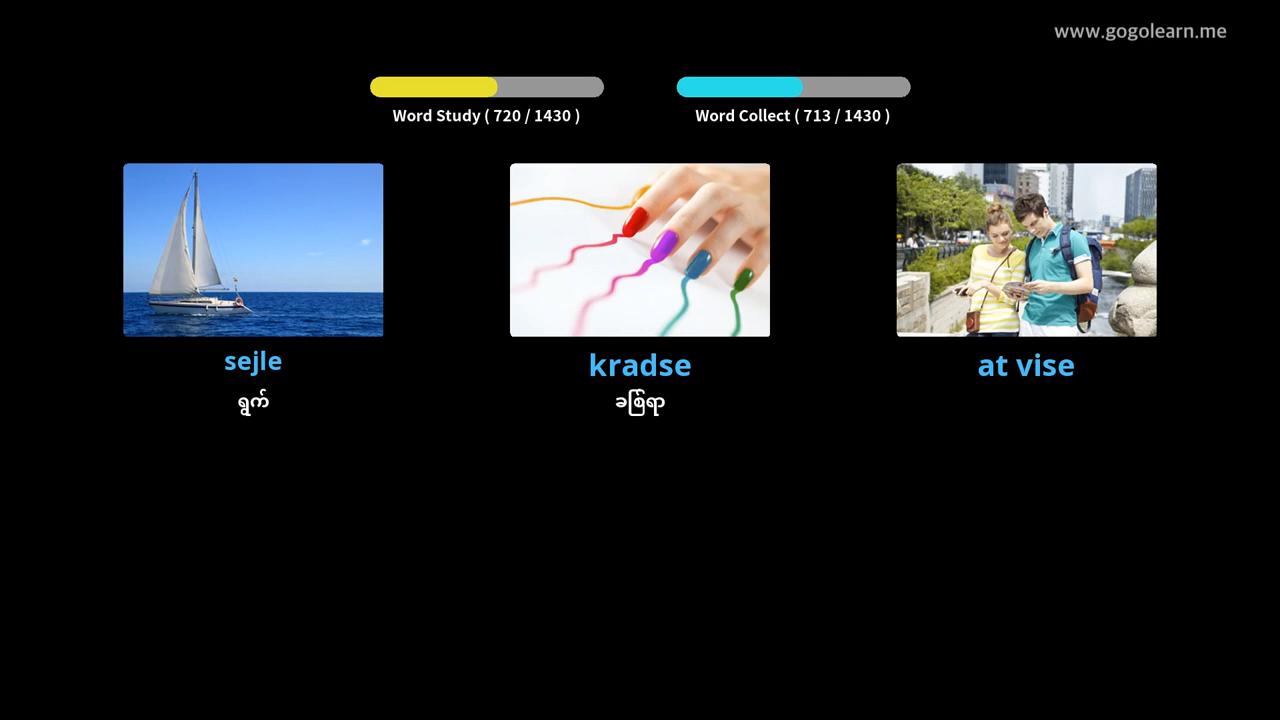 www.gogolearn.me
Word Study ( 720 / 1430 )
Word Collect ( 713 / 1430 )
sejle
ရွက်
kradse
ခခြစ်ရာ
at vise